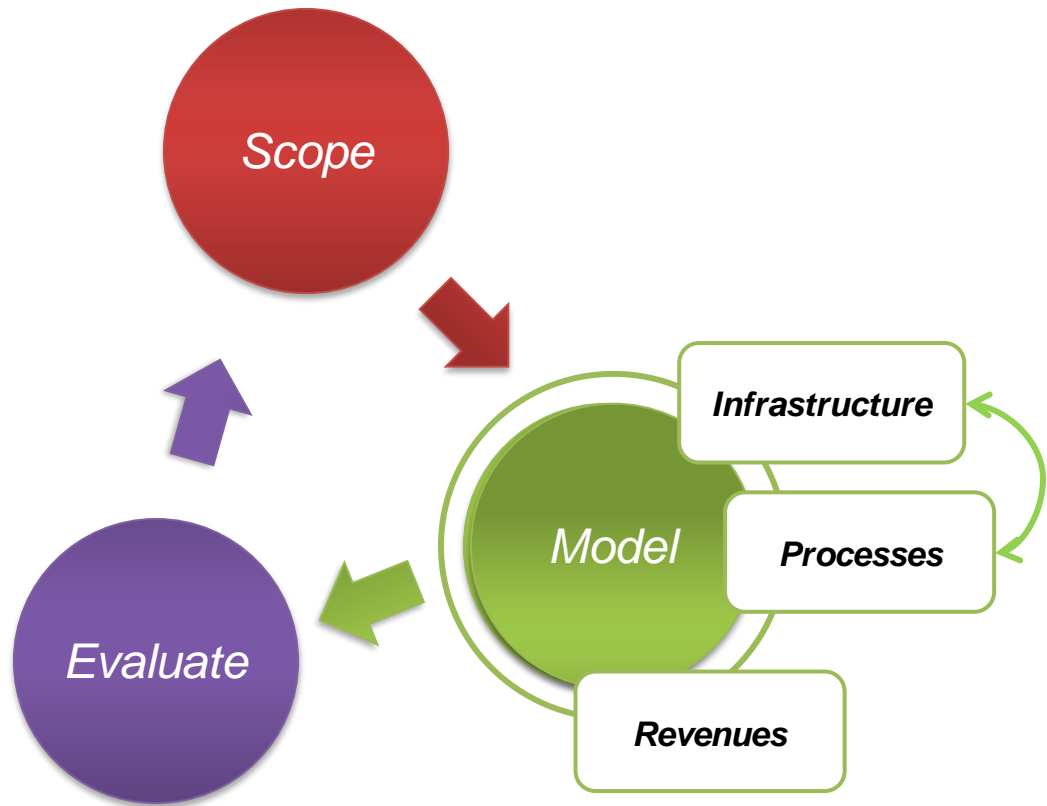 Scope
Infrastructure
Model
Processes
Evaluate
Revenues